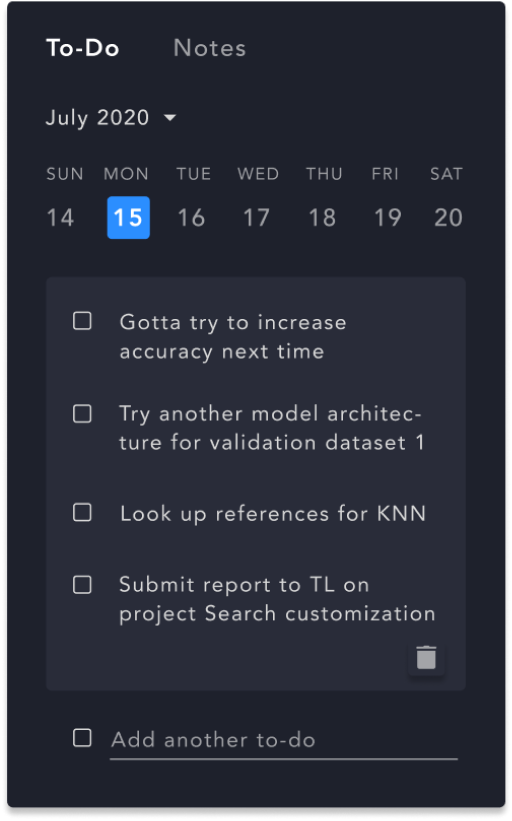 To-Do Notes
July 2020
SUN MON TUE WED THU FRI SAT
14 15 16 17 18 19 20
Gotta try to increase
accuracy next time
Try another model architec-
ture for validation dataset 1
Look up references for KNN
Submit report to TL on
project Search customization
Add another to-do